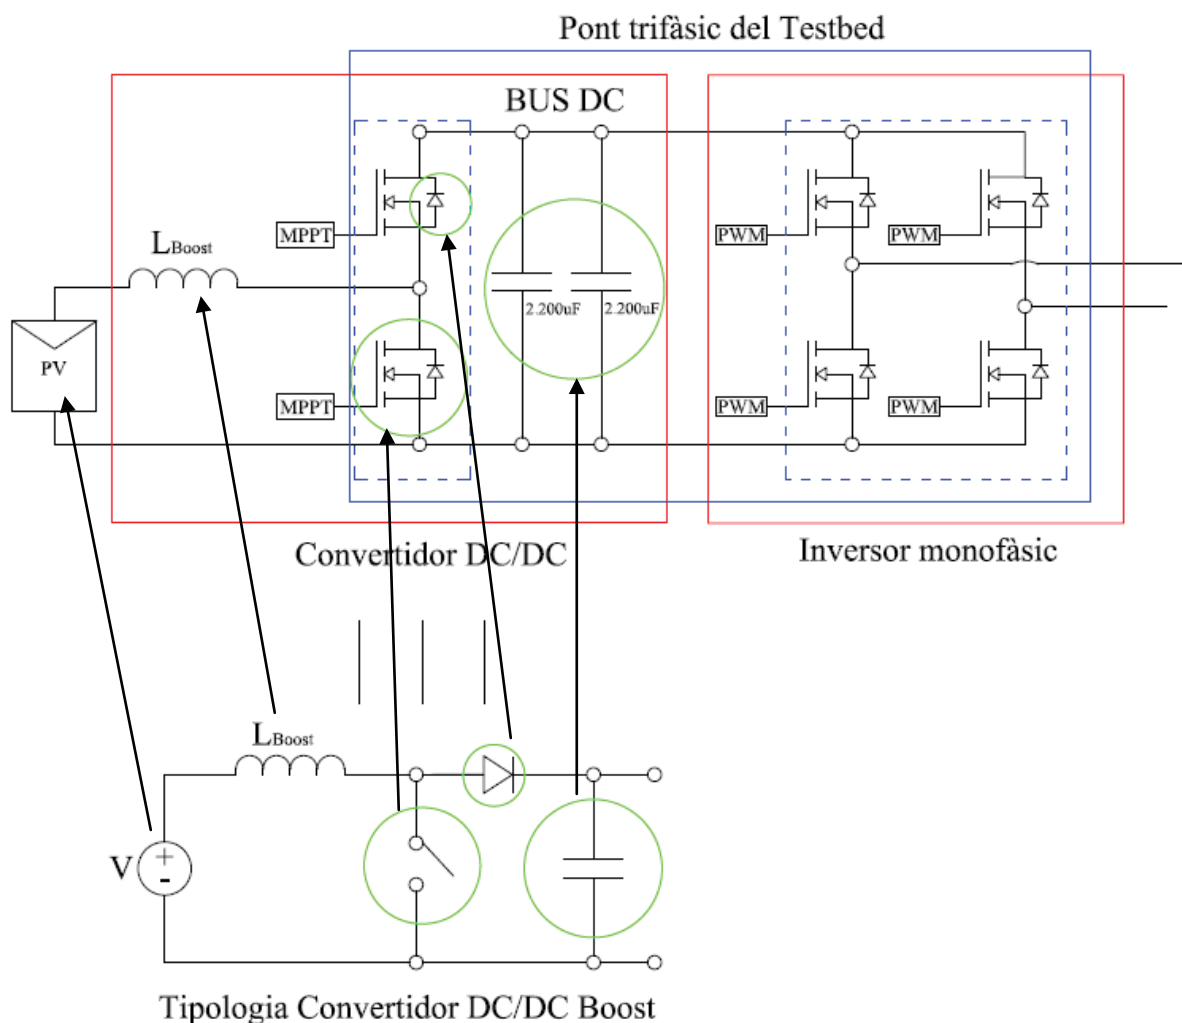 Pont trifàsic del Testbed
BUS DC
MPPT
PWM
PWM
LBoost
2.200uF
2.200uF
PV
MPPT
PWM
PWM
Convertidor DC/DC
Inversor monofàsic
LBoost
V
+
-
Tipologia Convertidor DC/DC Boost